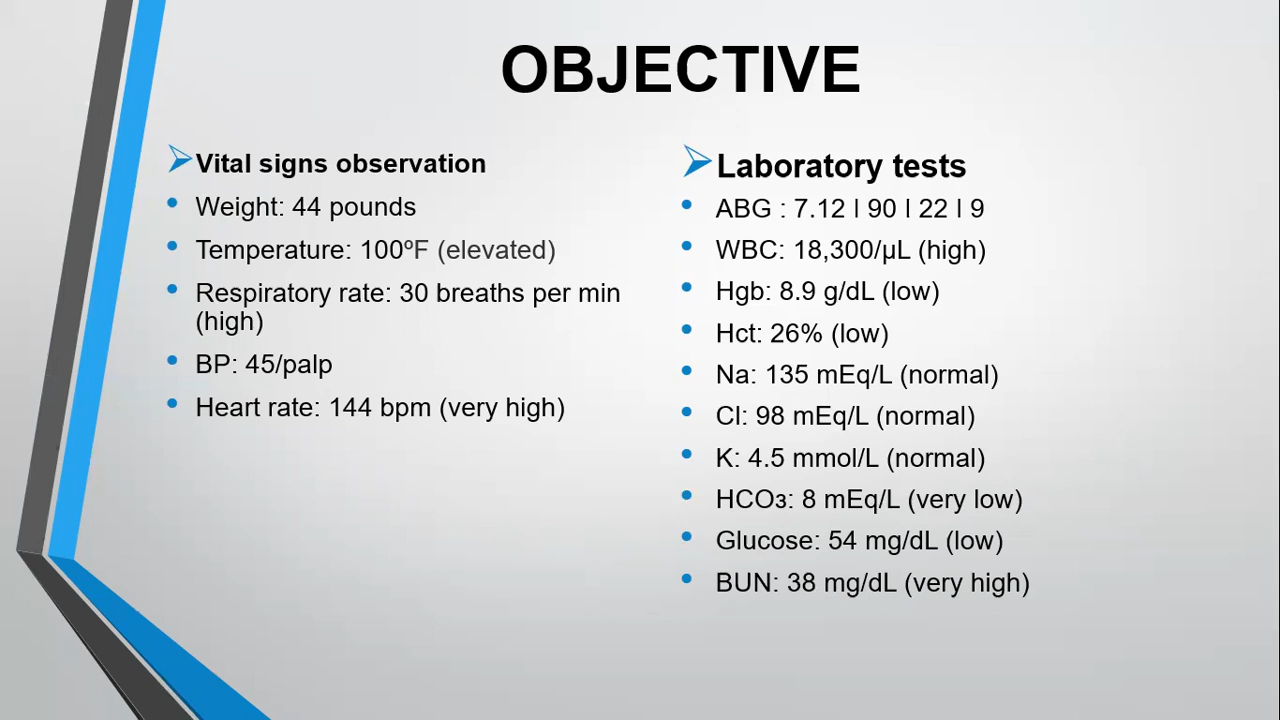 OBJECTIVE
Vital signs observation
Weight: 44 pounds
Temperature: 100ºF (elevated)
Respiratory rate: 30 breaths per min
(high)
BP: 45/palp
Heart rate: 144 bpm (very high)
Laboratory tests
ABG : 7.12 l 90 l 22 l 9
WBC: 18,300/µL (high)
Hgb: 8.9 g/dL (low)
Hct: 26% (low)
Na: 135 mEq/L (normal)
Cl: 98 mEq/L (normal)
K: 4.5 mmol/L (normal)
HCO₃: 8 mEq/L (very low)
Glucose: 54 mg/dL (low)
BUN: 38 mg/dL (very high)